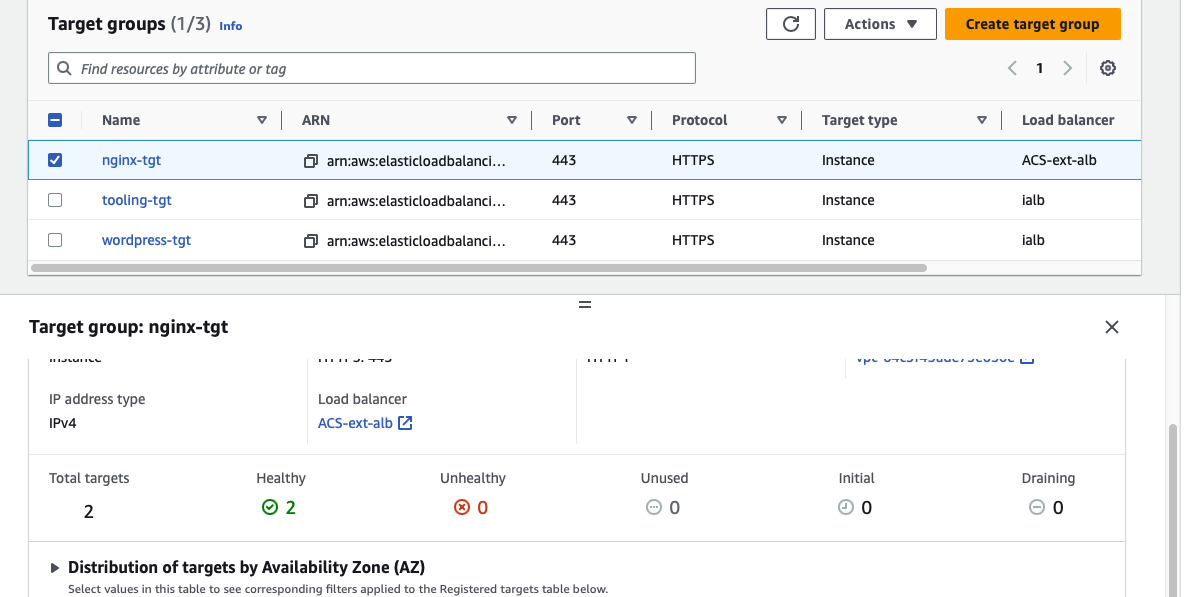 Target groups (1/3) Info
Actions
Create target group
Find resources by attribute or tag
1
Name ARN Port Protocol Target type Load balancer
nginx-tgt arn:aws:elasticloadbalanci... 443 HTTPS Instance ACS-ext-alb
tooling-tgt arn:aws:elasticloadbalanci... 443 HTTPS Instance ialb
wordpress-tgt arn:aws:elasticloadbalanci... 443 HTTPS Instance ialb
Target group: nginx-tgt
Instance
IP address type Load balancer
IPv4 ACS-ext-alb
Total targets Healthy Unhealthy Unused Initial Draining
2 2 0 0 0 0
Distribution of targets by Availability Zone (AZ)
Select values in this table to see corresponding filters applied to the Registered targets table below.